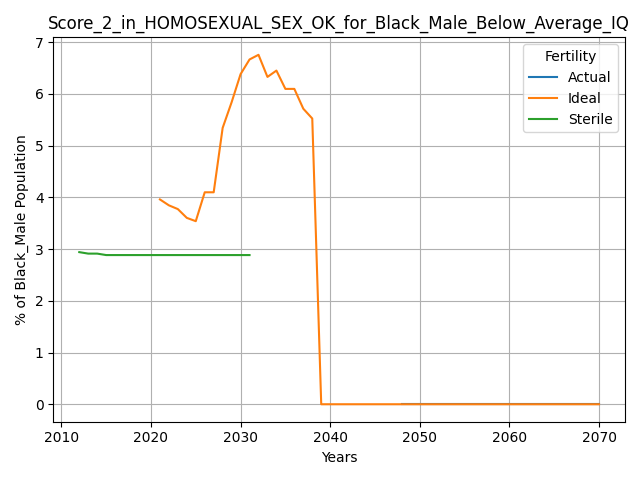 Score_2_in_HOMOSEXUAL_SEX_OK_for_Black_Male_Below_Average_IQ
Fertility
Actual
Ideal
Sterile
% of Black_Male Population
7
6
5
4
3
2
1
0
2010 2020 2030 2040 2050 2060 2070
Years